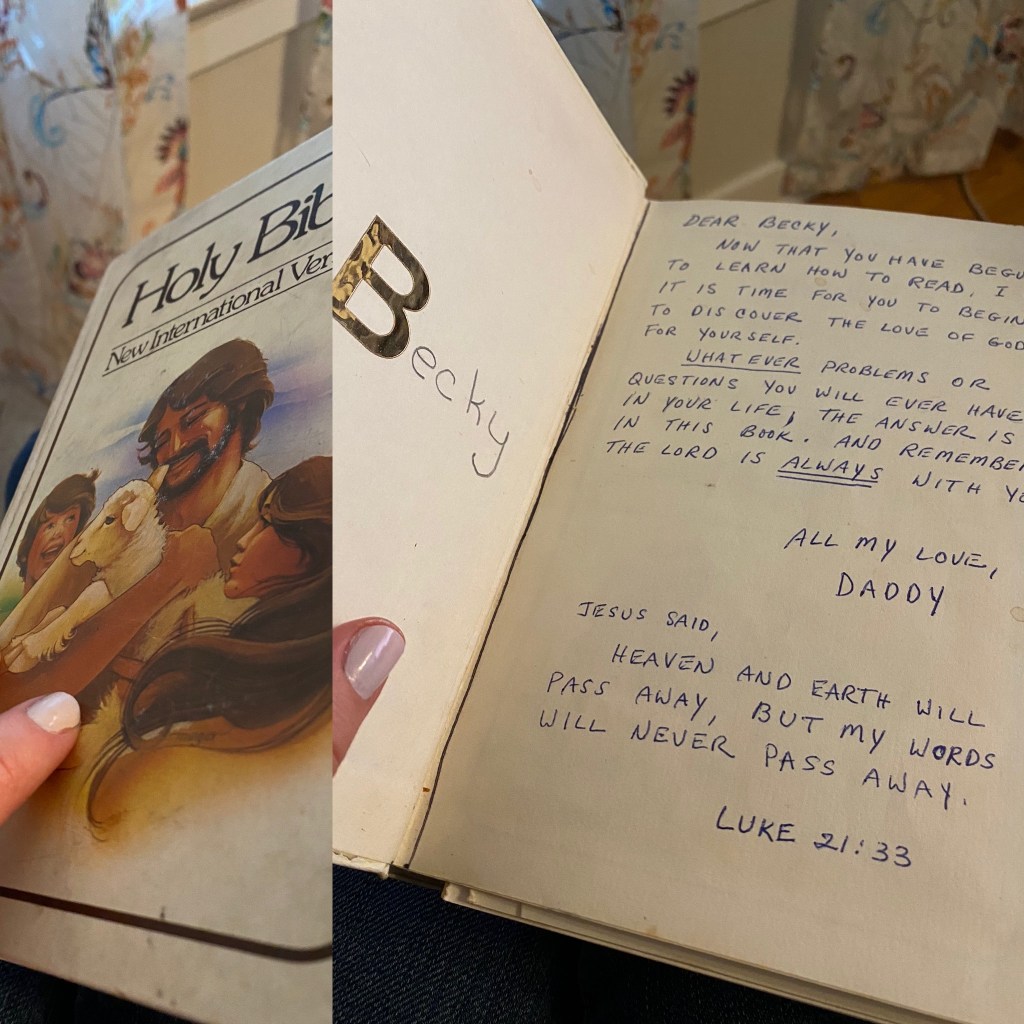 Holy Bib
New International Ver
Becky
DEAR BECKY,
NOW THAT YOU HAVE BEGU
TO LEARN HOW TO READ, I
IT IS TIME FOR YOU TO BEGIN
TO DISCOVER THE LOVE OF GOD
FOR YOURSELF.
WHATEVER PROBLEMS OR
QUESTIONS YOU WILL EVER HAVE
IN YOUR LIFE, THE ANSWER IS
IN THIS BOOK. AND REMEMBE
THE LORD IS ALWAYS WITH YO
ALL MY LOVE,
DADDY
JESUS SAID,
HEAVEN AND EARTH WILL
PASS AWAY, BUT MY WORDS
WILL NEVER PASS AWAY.
LUKE 21:33